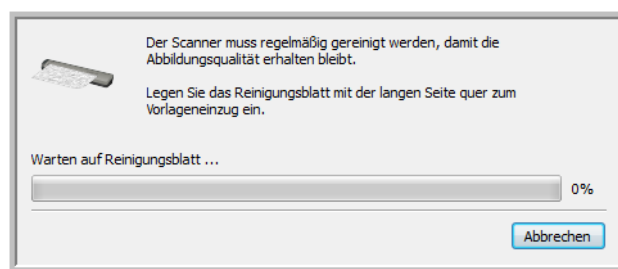 Der Scanner muss regelmäßig gereinigt werden, damit die
Abbildungsqualität erhalten bleibt.
Legen Sie das Reinigungsblatt mit der langen Seite quer zum
Vorlageneinzug ein.
Warten auf Reinigungsblatt ...
0%
Abbrechen